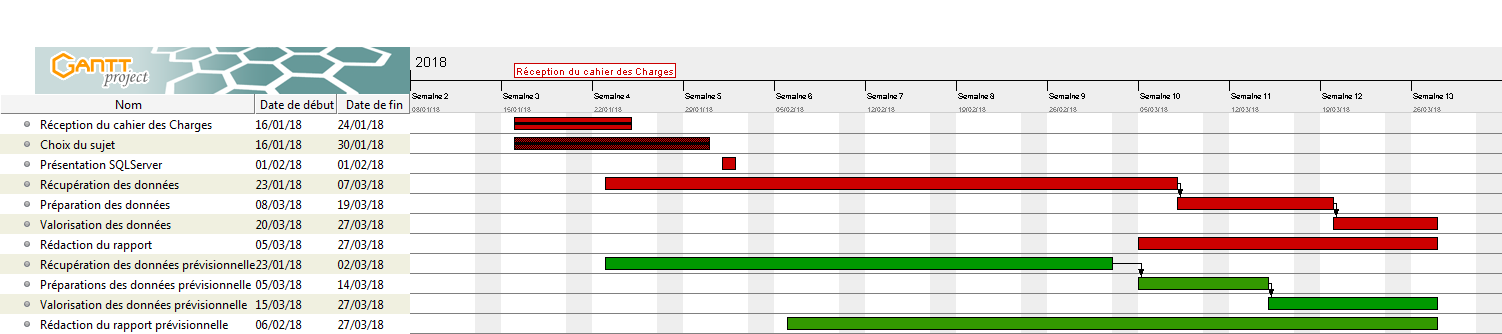 GANTT
project
2018
Réception du cahier des Charges
Semaine 2 Semaine 3 Semaine 4 Semaine 5 Semaine 6 Semaine 7 Semaine 8 Semaine 9 Semaine 10 Semaine 11 Semaine 12 Semaine 13
08/01/18 15/01/18 22/01/18 29/01/18 05/02/18 12/02/18 19/02/18 26/02/18 05/03/18 12/03/18 19/03/18 26/03/18
Nom Date de début Date de fin
Réception du cahier des Charges 16/01/18 24/01/18
Choix du sujet 16/01/18 30/01/18
Présentation SQLServer 01/02/18 01/02/18
Récupération des données 23/01/18 07/03/18
Préparation des données 08/03/18 19/03/18
Valorisation des données 20/03/18 27/03/18
Rédaction du rapport 05/03/18 27/03/18
Récupération des données prévisionnelle 23/01/18 02/03/18
Préparations des données prévisionnelle 05/03/18 14/03/18
Valorisation des données prévisionnelle 15/03/18 27/03/18
Rédaction du rapport prévisionnelle 06/02/18 27/03/18